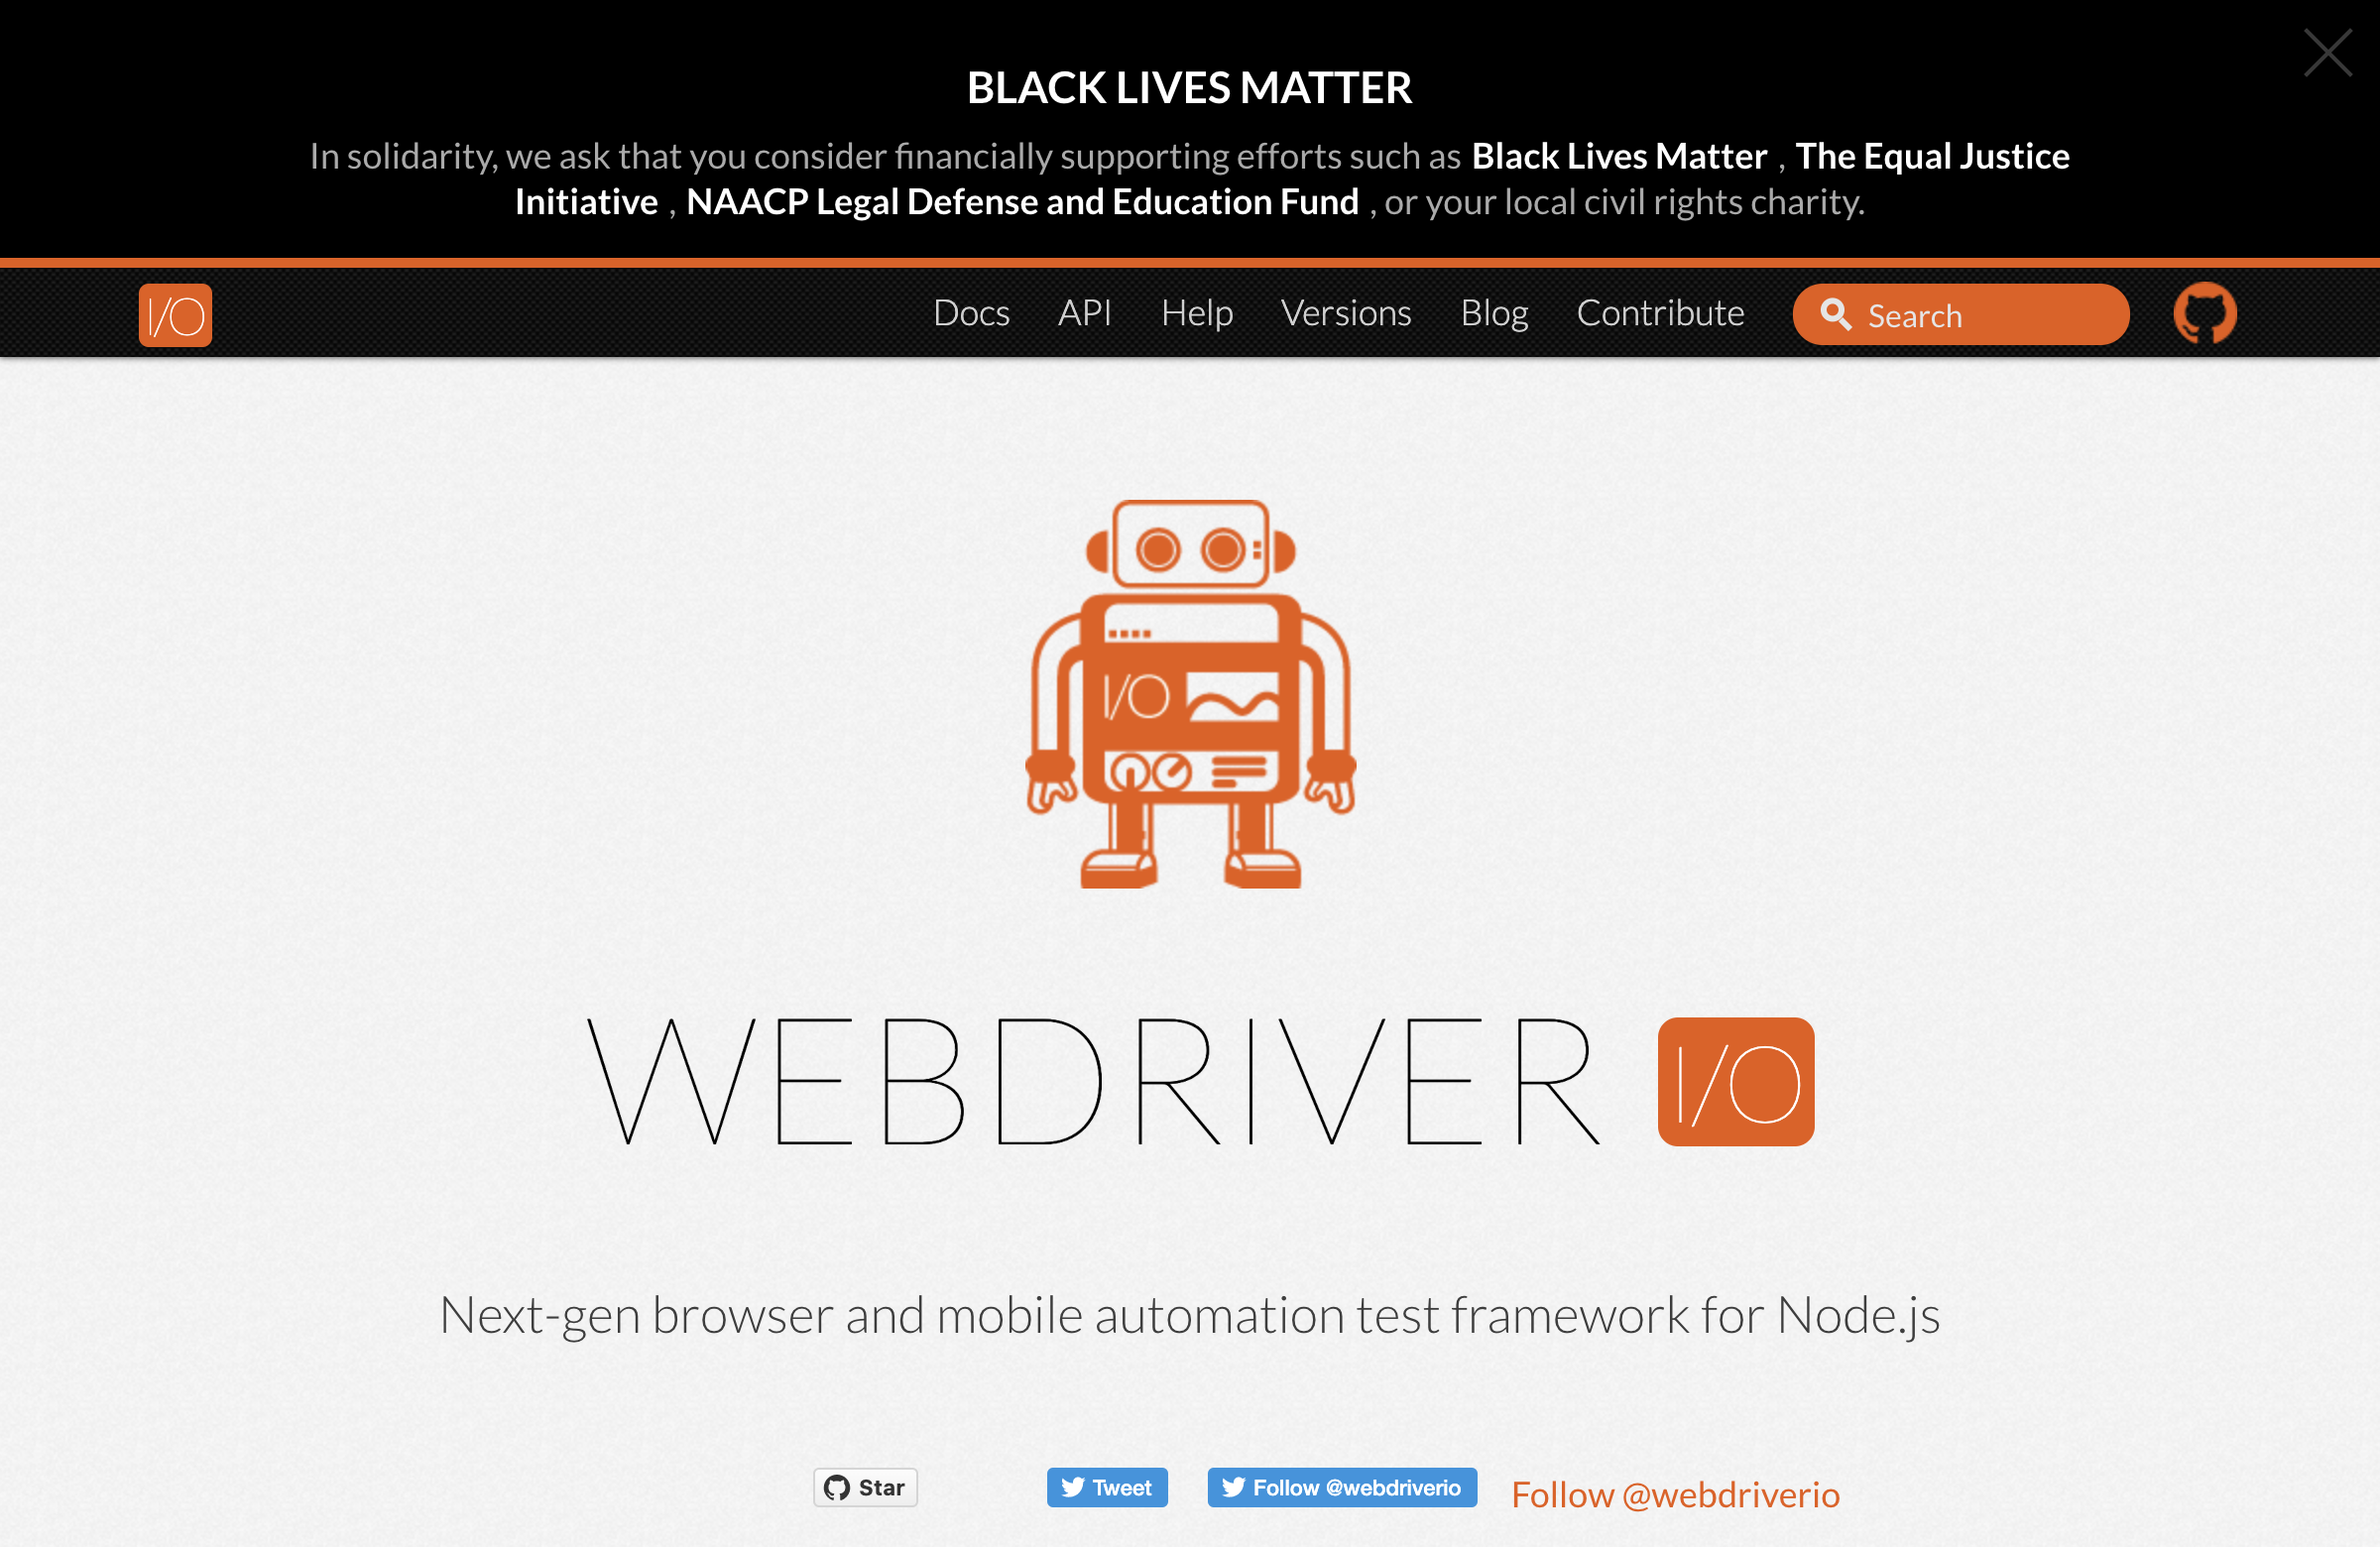 BLACK LIVES MATTER
In solidarity, we ask that you consider financially supporting efforts such as Black Lives Matter , The Equal Justice
Initiative , NAACP Legal Defense and Education Fund , or your local civil rights charity.
I/O Docs API Help Versions Blog Contribute Search
I/O
WEBDRIVER I/O
Next-gen browser and mobile automation test framework for Node.js
Star Tweet Follow @webdriverio Follow @webdriverio